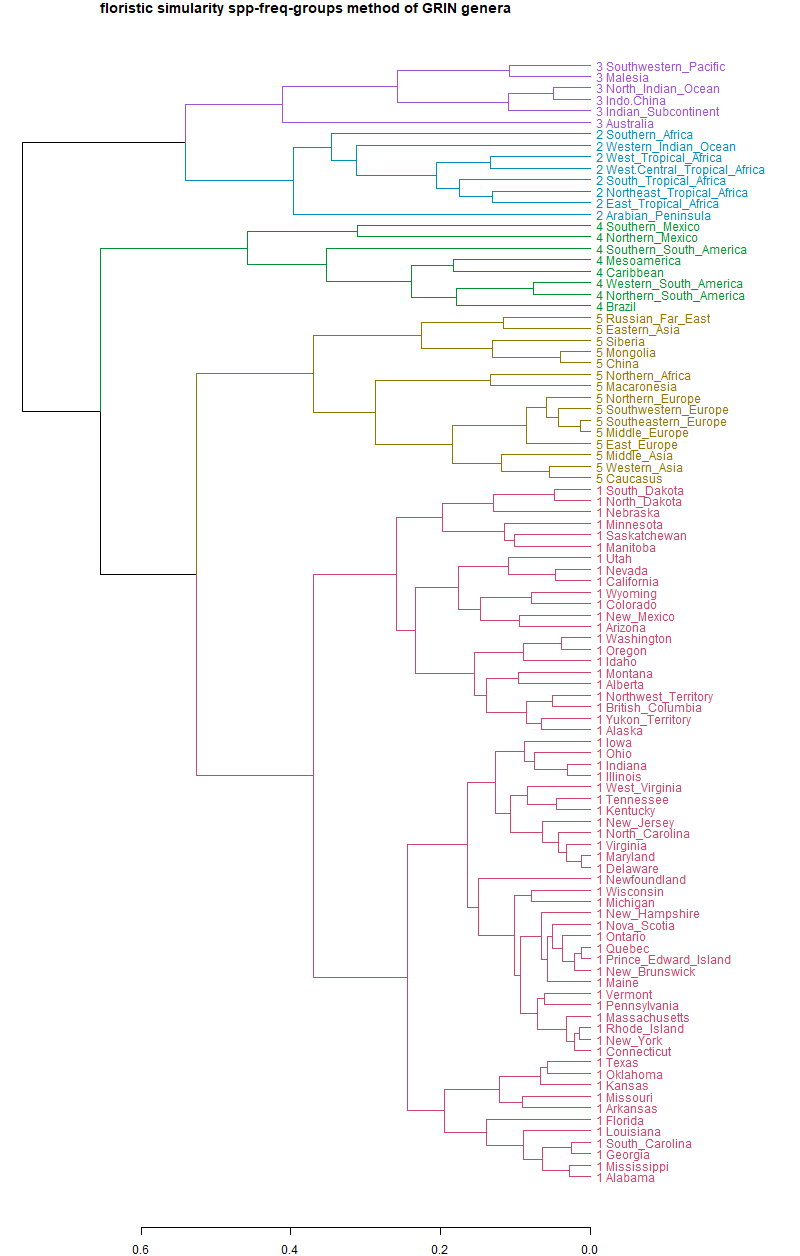 floristic simularity spp-freq-groups method of GRIN genera
3 Southwestern_Pacific
3 Malesia
3 North_Indian_Ocean
3 Indo.China
3 Indian_Subcontinent
3 Australia
2 Southern_Africa
2 Western_Indian_Ocean
2 West_Tropical_Africa
2 West.Central_Tropical_Africa
2 South_Tropical_Africa
2 Northeast_Tropical_Africa
2 East_Tropical_Africa
2 Arabian_Peninsula
4 Southern_Mexico
4 Northern_Mexico
4 Southern_South_America
4 Mesoamerica
4 Caribbean
4 Western_South_America
4 Northern_South_America
4 Brazil
5 Russian_Far_East
5 Eastern_Asia
5 Siberia
5 Mongolia
5 China
5 Northern_Africa
5 Macaronesia
5 Northern_Europe
5 Southwestern_Europe
5 Southeastern_Europe
5 Middle_Europe
5 East_Europe
5 Middle_Asia
5 Western_Asia
5 Caucasus
1 South_Dakota
1 North_Dakota
1 Nebraska
1 Minnesota
1 Saskatchewan
1 Manitoba
1 Utah
1 Nevada
1 California
1 Wyoming
1 Colorado
1 New_Mexico
1 Arizona
1 Washington
1 Oregon
1 Idaho
1 Montana
1 Alberta
1 Northwest_Territory
1 British_Columbia
1 Yukon_Territory
1 Alaska
1 Iowa
1 Ohio
1 Indiana
1 Illinois
1 West_Virginia
1 Tennessee
1 Kentucky
1 New_Jersey
1 North_Carolina
1 Virginia
1 Maryland
1 Delaware
1 Newfoundland
1 Wisconsin
1 Michigan
1 New_Hampshire
1 Nova_Scotia
1 Ontario
1 Quebec
1 Prince_Edward_Island
1 New_Brunswick
1 Maine
1 Vermont
1 Pennsylvania
1 Massachusetts
1 Rhode_Island
1 New_York
1 Connecticut
1 Texas
1 Oklahoma
1 Kansas
1 Missouri
1 Arkansas
1 Florida
1 Louisiana
1 South_Carolina
1 Georgia
1 Mississippi
1 Alabama
0.6 0.4 0.2 0.0